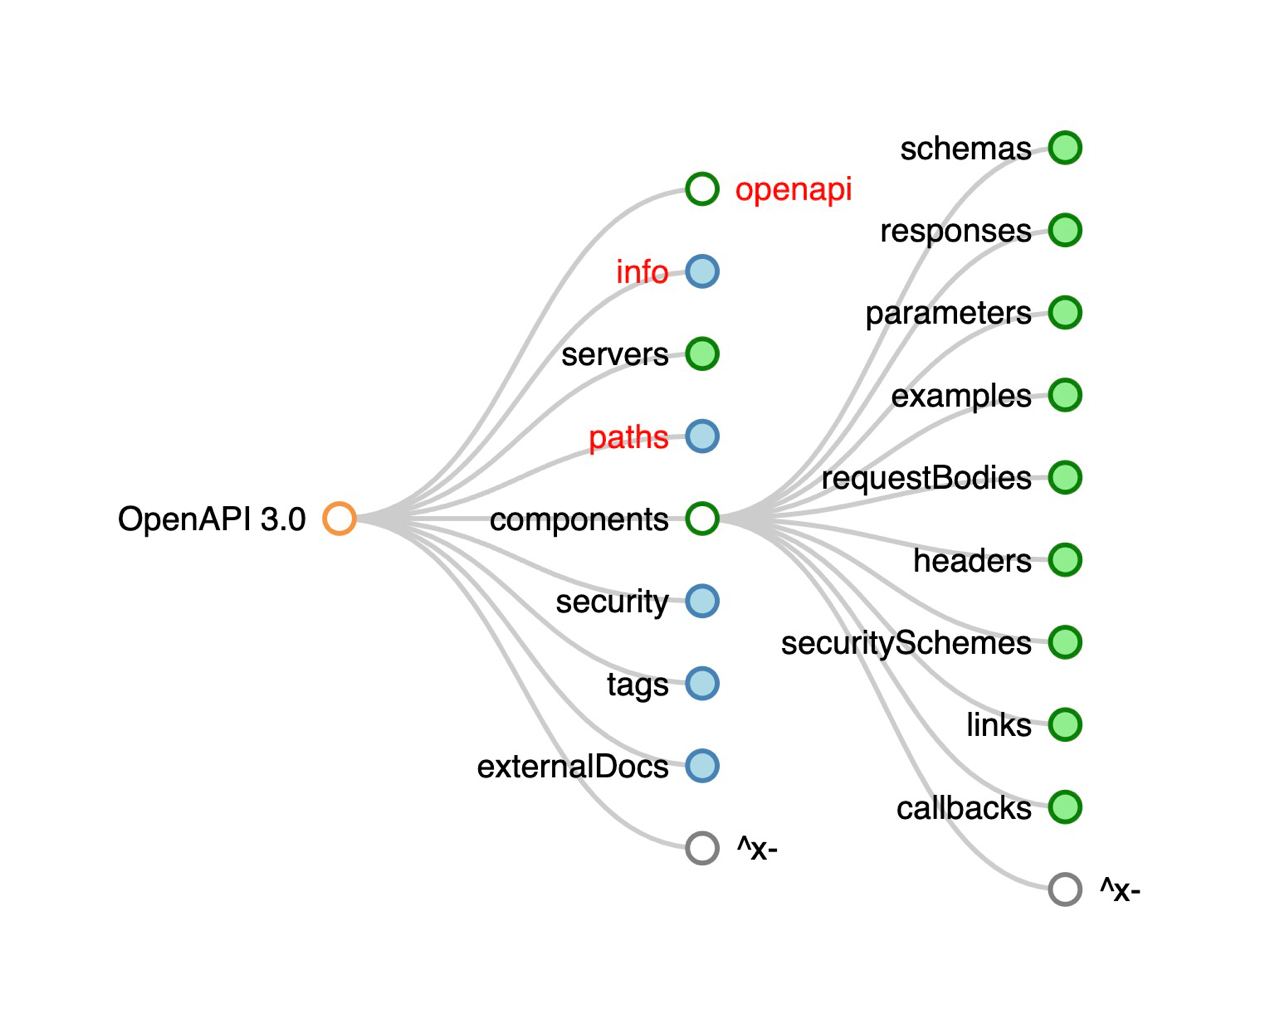 OpenAPI 3.0
openapi
info
servers
paths
components
security
tags
externalDocs
^x-
schemas
responses
parameters
examples
requestBodies
headers
securitySchemes
links
callbacks
^x-